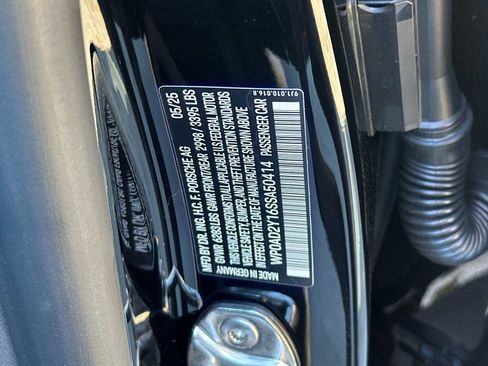 9J1.010.016.R
05/25
MFD BY DR. ING. H.C. F. PORSCHE AG
GVWR 6283 LBS GAWR FRONT/REAR 2998 / 3395 LBS
THIS VEHICLE CONFORMS TO ALL APPLICABLE U.S. FEDERAL MOTOR
VEHICLE SAFETY, BUMPER, AND THEFT PREVENTION STANDARDS
IN EFFECT ON THE DATE OF MANUFACTURE SHOWN ABOVE
WP0AD2Y16SSA50414 PASSENGER CAR
MADE IN GERMANY